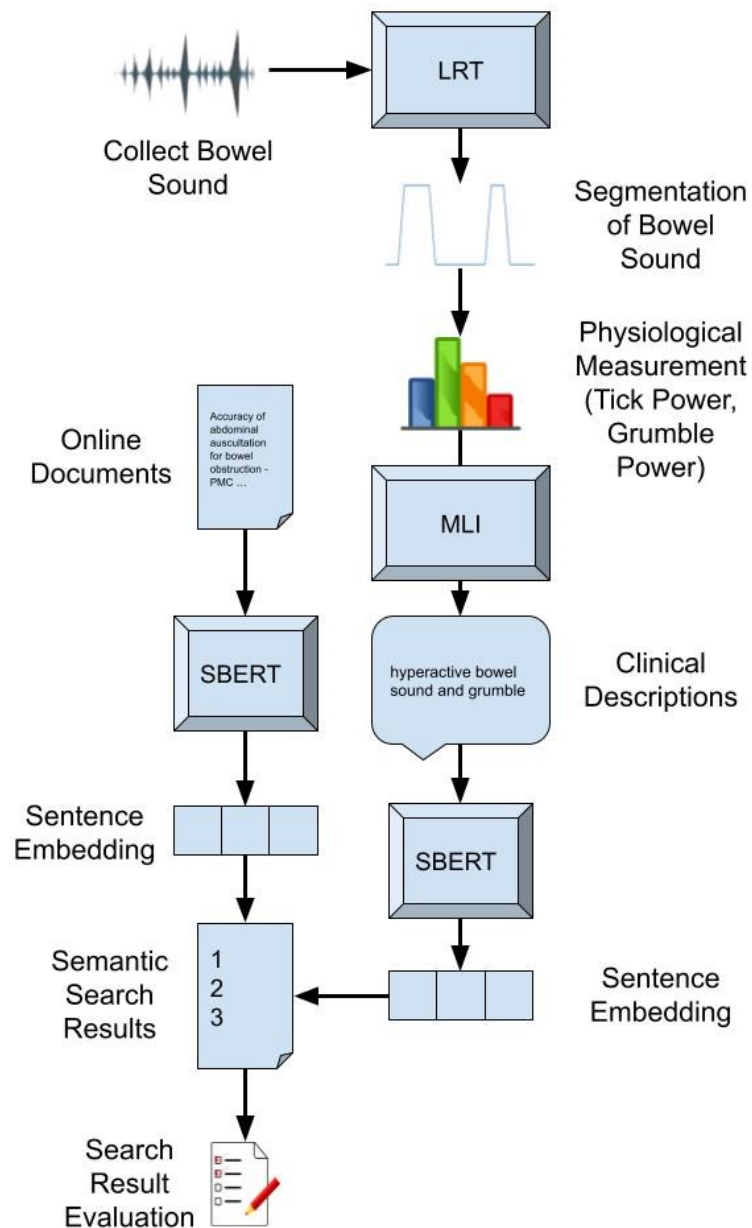 LRT
Collect Bowel
Sound
Segmentation
of Bowel
Sound
Physiological
Measurement
(Tick Power,
Grumble
Power)
Online
Documents
Accuracy of
abdominal
auscultation
for bowel
obstruction -
PMC ...
MLI
SBERT
hyperactive bowel
sound and grumble
Clinical
Descriptions
Sentence
Embedding
SBERT
Semantic
Search
Results
1
2
3
Sentence
Embedding
Search
Result
Evaluation